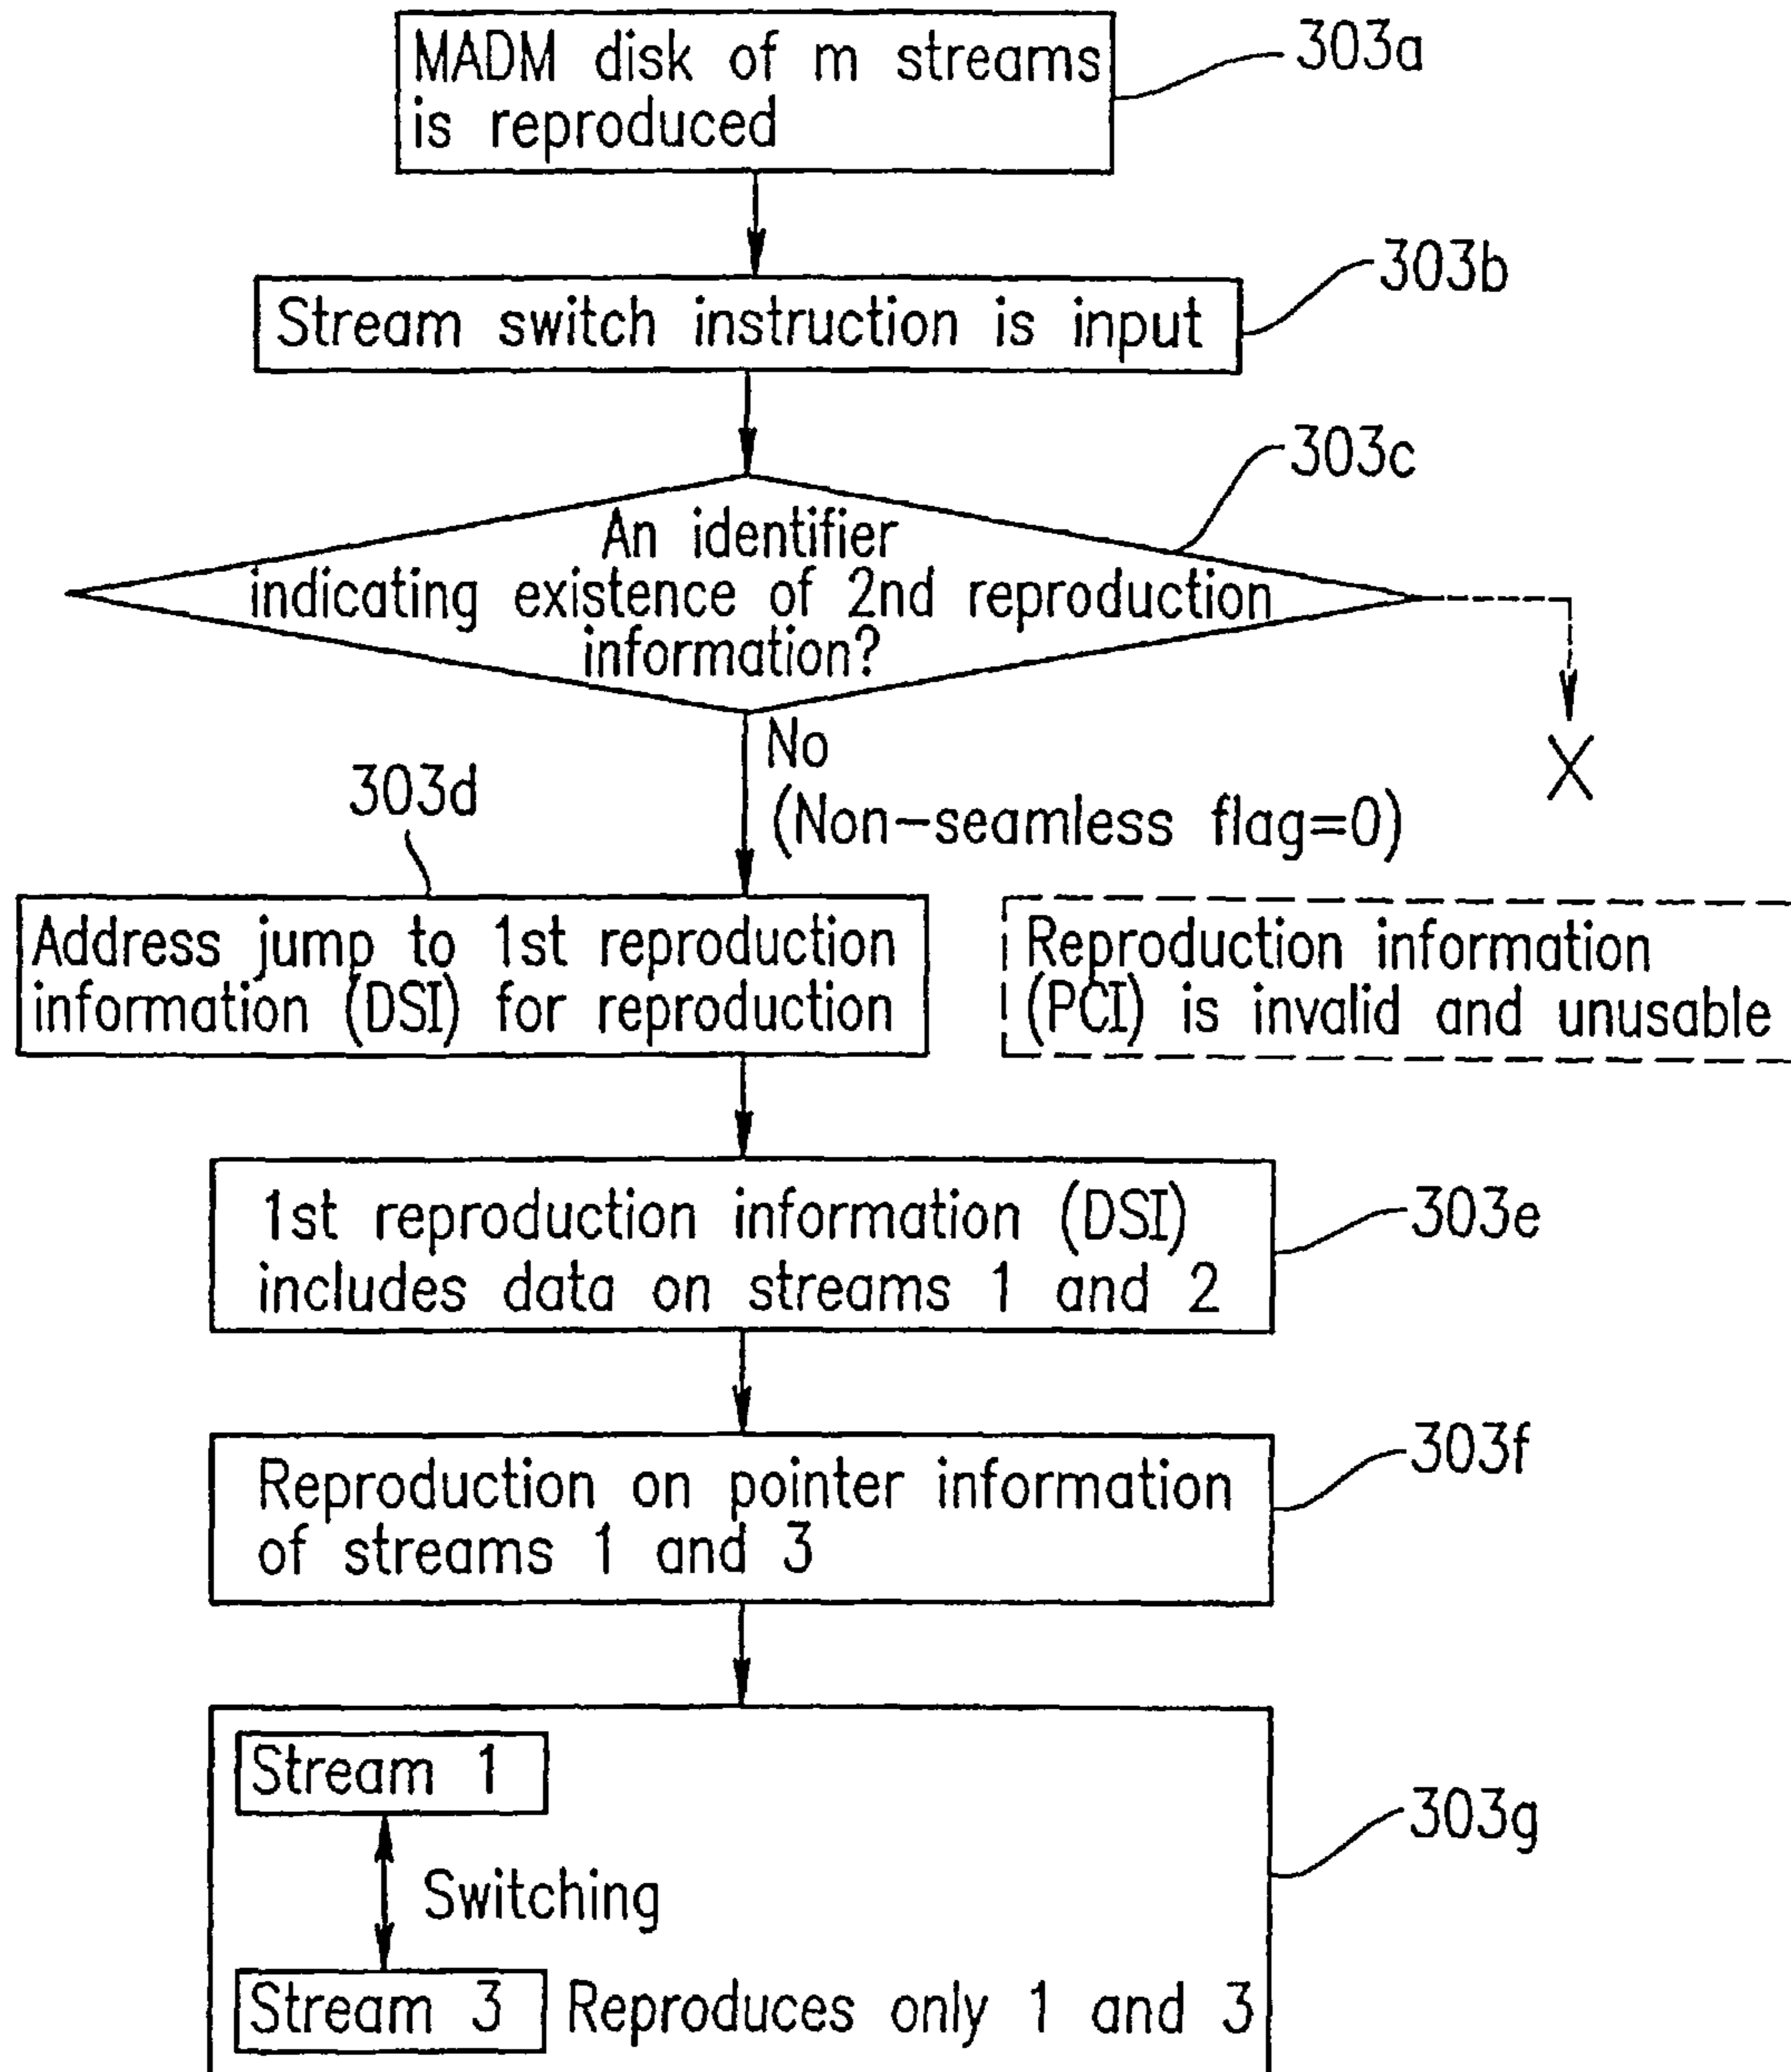 MADM disk of m streams
is reproduced
303a
Stream switch instruction is input
303b
303c
An identifier
indicating existence of 2nd reproduction
information?
No
(Non-seamless flag=0)
X
303d
Address jump to 1st reproduction
information (DSI) for reproduction
Reproduction information
(PCI) is invalid and unusable
1st reproduction information (DSI)
includes data on streams 1 and 2
303e
Reproduction on pointer information
of streams 1 and 3
303f
Stream 1
303g
Switching
Stream 3
Reproduces only 1 and 3